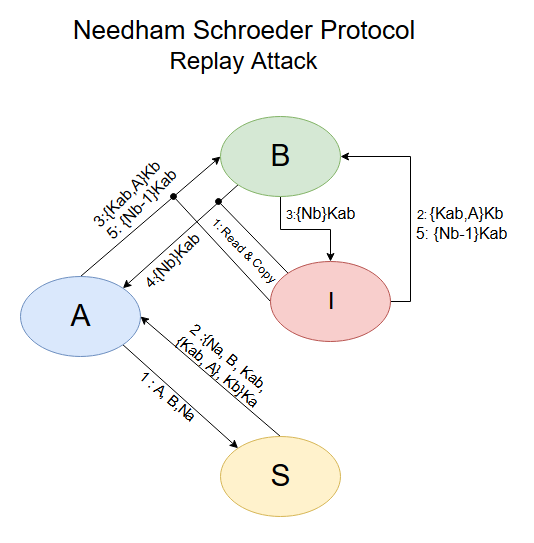 Needham Schroeder Protocol
Replay Attack
B
3:{Kab,A}Kb
5: {Nb-1}Kab
4:{Nb}Kab
1: Read & Copy
3:{Nb}Kab
2: {Kab,A}Kb
5: {Nb-1}Kab
A
I
2 :{Na, B, Kab,
{Kab, A}, Kb}Ka
1 : A, B,Na
S